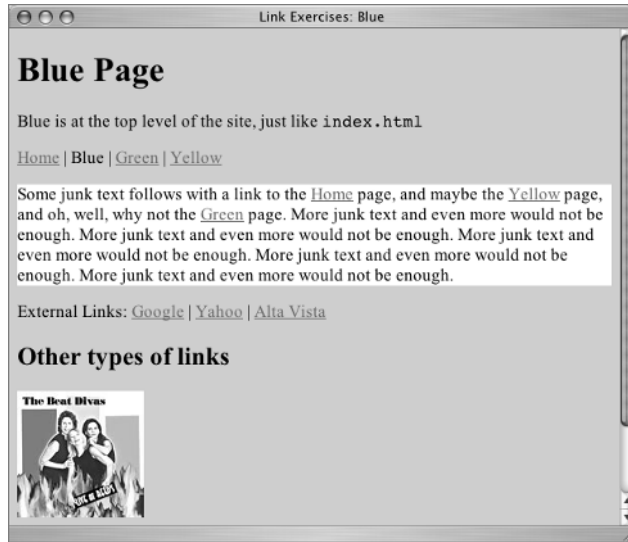 Link Exercises: Blue
Blue Page
Blue is at the top level of the site, just like index.html
Home | Blue | Green | Yellow
Some junk text follows with a link to the Home page, and maybe the Yellow page,
and oh, well, why not the Green page. More junk text and even more would not be
enough. More junk text and even more would not be enough. More junk text and
even more would not be enough. More junk text and even more would not be
enough. More junk text and even more would not be enough.
External Links: Google | Yahoo | Alta Vista
Other types of links
The Beat Divas